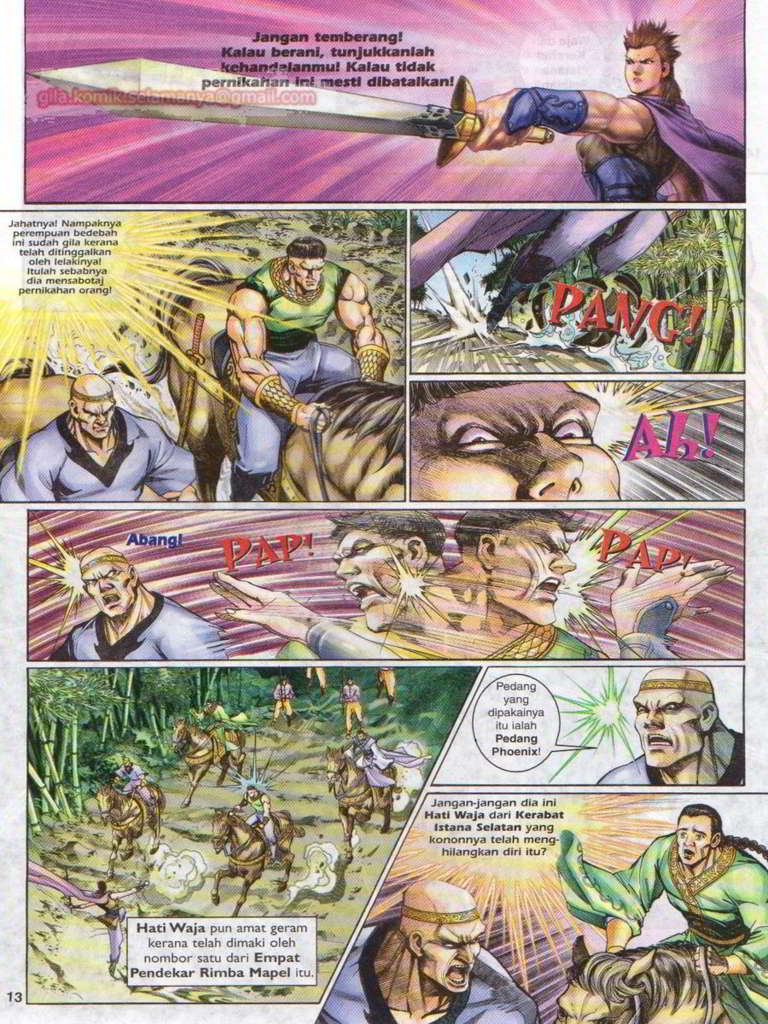 Jangan temberang!
Kalau berani, tunjukkanlah
kehandalanmu! Kalau tidak
pernikahan ini mesti dibatalkan!
gila.komik.selamanya@gmail.com
Jahatnya! Nampaknya
perempuan bedebah
ini sudah gila kerana
telah ditinggalkan
oleh lelakinya!
Itulah sebabnya
dia mensabotaj
pernikahan orang!
PANG!
Ah!
Abang!
PAP!
PAP!
Pedang
yang
dipakainya
itu ialah
Pedang
Phoenix!
Hati Waja pun amat geram
kerana telah dimaki oleh
nombor satu dari Empat
Pendekar Rimba Mapel itu.
Jangan-jangan dia ini
Hati Waja dari Kerabat
Istana Selatan yang
kononnya telah meng-
hilangkan diri itu?
13